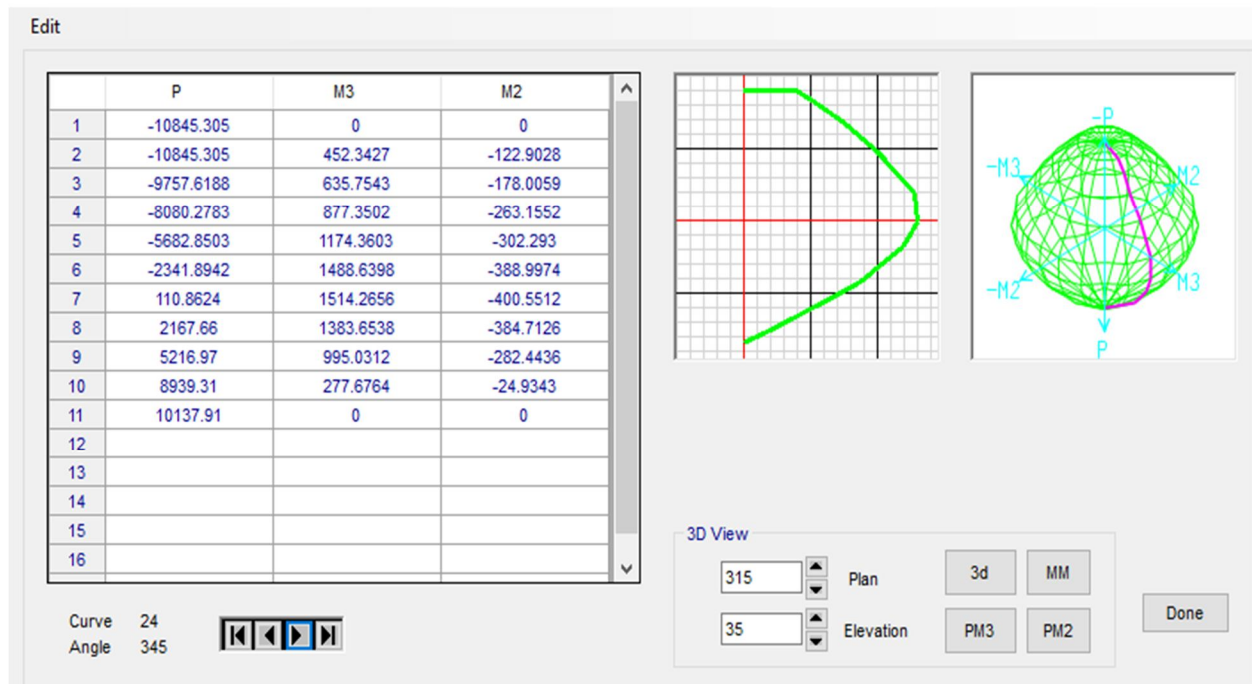 Edit
P M3 M2
1 -10845.305 0 0
2 -10845.305 452.3427 -122.9028
3 -9757.6188 635.7543 -178.0059
4 -8080.2783 877.3502 -263.1552
5 -5682.8503 1174.3603 -302.293
6 -2341.8942 1488.6398 -388.9974
7 110.8624 1514.2656 -400.5512
8 2167.66 1383.6538 -384.7126
9 5216.97 995.0312 -282.4436
10 8939.31 277.6764 -24.9343
11 10137.91 0 0
12
13
14
15
16
-P
-M3 M2
-M2 M3
P
3D View
315 Plan 3d MM
35 Elevation PM3 PM2
Done
Curve 24
Angle 345